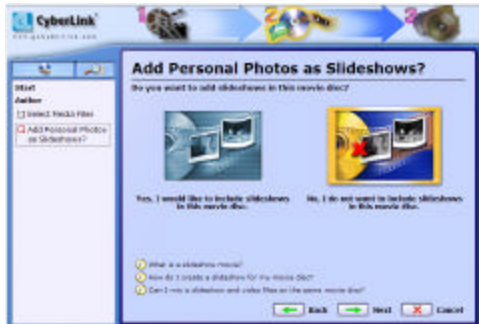 CyberLink
1
2
3
Add Personal Photos as Slideshows?
Do you want to add slideshows in this movie disc?
Start
Author
Select Media Files
Add Personal Photos
as Slideshows?
Yes, I would like to include slideshows
in this movie disc.
No, I do not want to include slideshows
in this movie disc.
What is a slideshow movie?
How do I create a slideshow for my movie disc?
Can I mix a slideshow and video files on the same movie disc?
Back
Next
Cancel